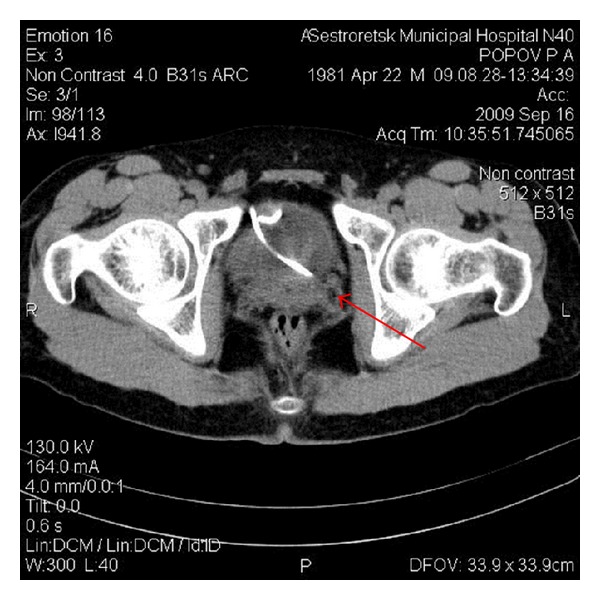 Emotion 16
Ex: 3
Non Contrast 4.0 B31s ARC
Se: 3/1
Im: 98/113
Ax: I941.8
Sestroretsk Municipal Hospital N40
POPOV P A
1981 Apr 22 M 09.08.28-13:34:39
Acc:
2009 Sep 16
Acq Tm: 10:35:51.745065
Non contrast
512 x 512
B31s
R
L
130.0 kV
164.0 mA
4.0 mm/0.0:1
Tilt: 0.0
0.6 s
Lin:DCM / Lin:DCM / Id:ID
W:300 L:40
P
DFOV: 33.9 x 33.9cm